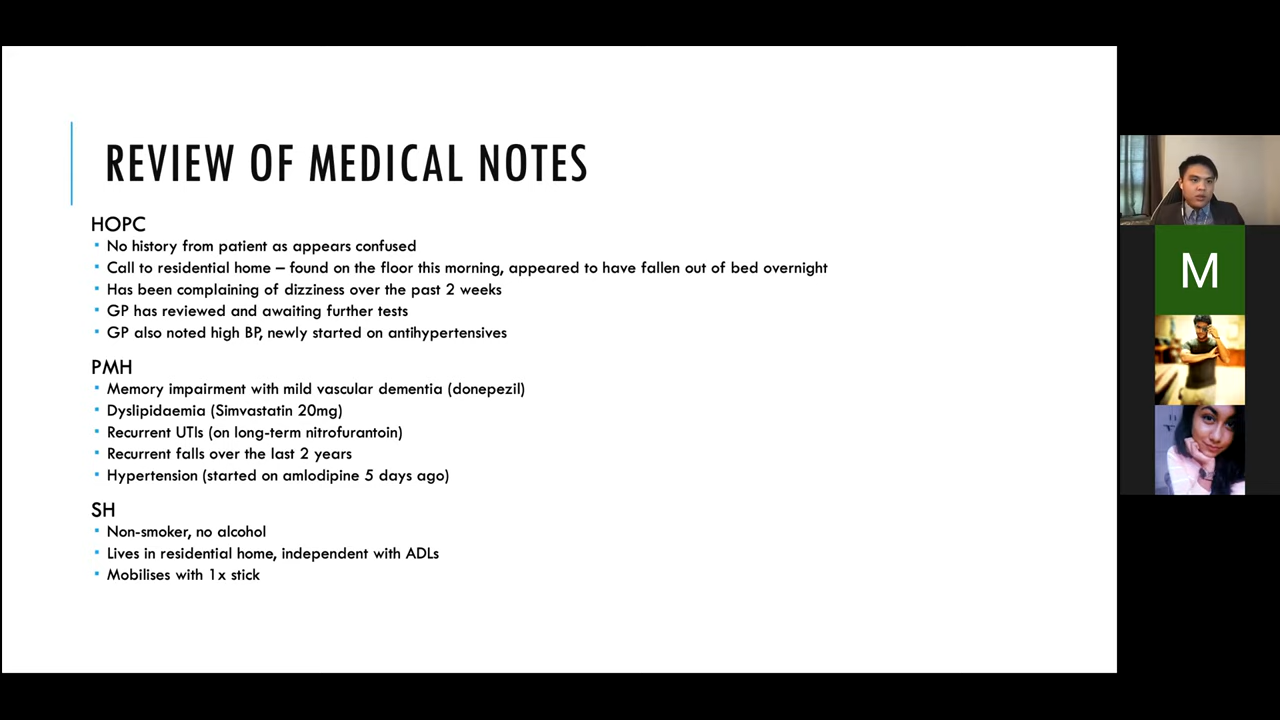 REVIEW OF MEDICAL NOTES
HOPC
▪ No history from patient as appears confused
▪ Call to residential home – found on the floor this morning, appeared to have fallen out of bed overnight
▪ Has been complaining of dizziness over the past 2 weeks
▪ GP has reviewed and awaiting further tests
▪ GP also noted high BP, newly started on antihypertensives
PMH
▪ Memory impairment with mild vascular dementia (donepezil)
▪ Dyslipidaemia (Simvastatin 20mg)
▪ Recurrent UTIs (on long-term nitrofurantoin)
▪ Recurrent falls over the last 2 years
▪ Hypertension (started on amlodipine 5 days ago)
SH
▪ Non-smoker, no alcohol
▪ Lives in residential home, independent with ADLs
▪ Mobilises with 1x stick
M